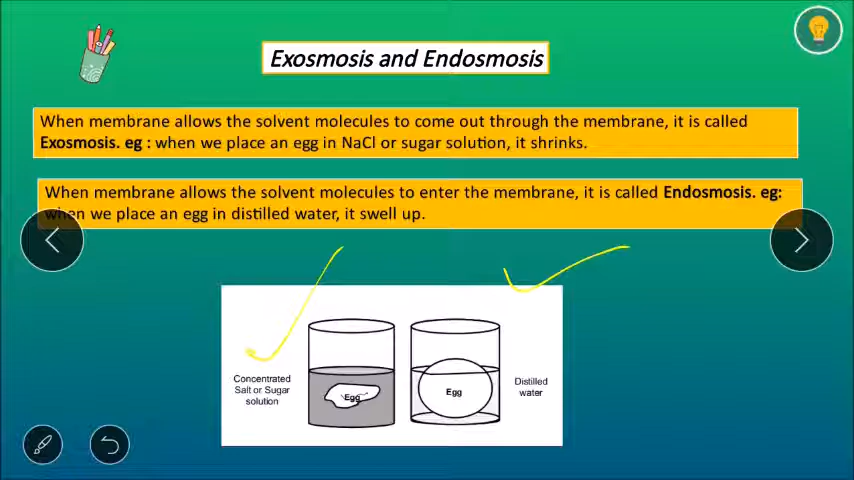 Exosmosis and Endosmosis
When membrane allows the solvent molecules to come out through the membrane, it is called
Exosmosis. eg : when we place an egg in NaCl or sugar solution, it shrinks.
When membrane allows the solvent molecules to enter the membrane, it is called Endosmosis. eg:
when we place an egg in distilled water, it swell up.
Concentrated
Salt or Sugar
solution
Egg
Egg
Distilled
water